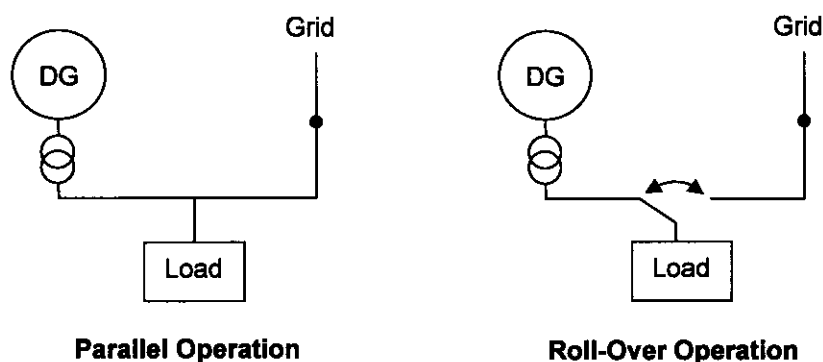 Grid
DG
Load
Parallel Operation
Grid
DG
Load
Roll-Over Operation